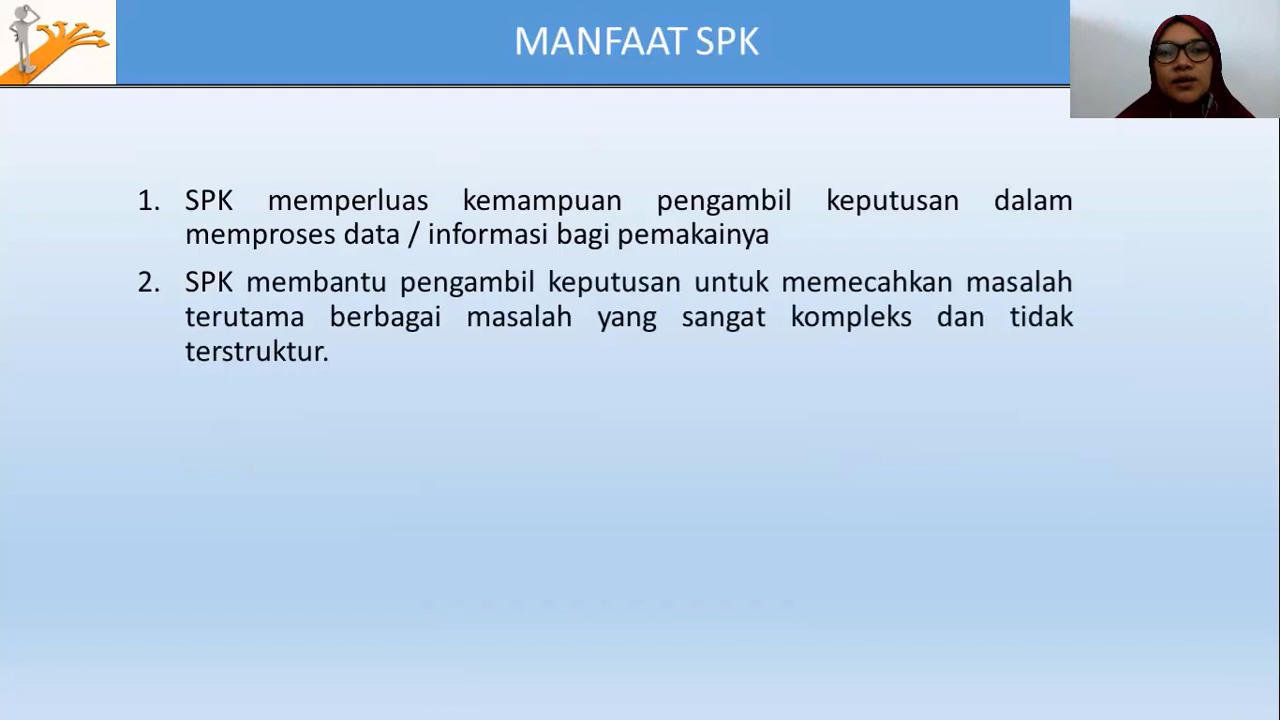 MANFAAT SPK
1. SPK memperluas kemampuan pengambil keputusan dalam
memproses data / informasi bagi pemakainya
2. SPK membantu pengambil keputusan untuk memecahkan masalah
terutama berbagai masalah yang sangat kompleks dan tidak
terstruktur.